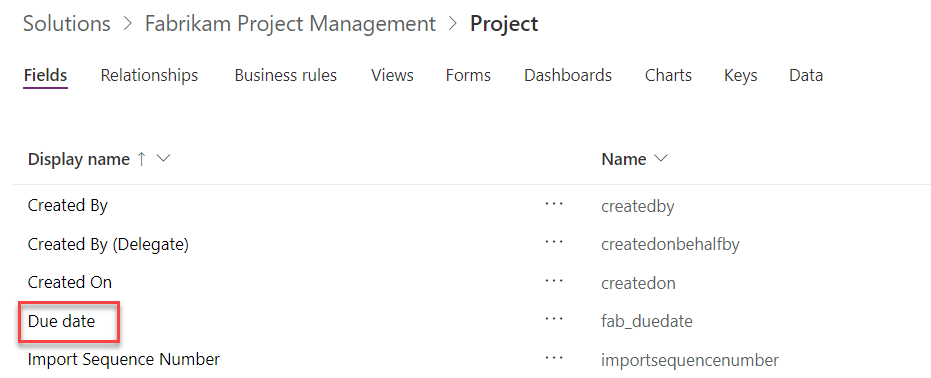 Solutions > Fabrikam Project Management > Project
Fields Relationships Business rules Views Forms Dashboards Charts Keys Data
Display name ↑ Name
Created By ··· createdby
Created By (Delegate) ··· createdonbehalfby
Created On ··· createdon
Due date ··· fab_duedate
Import Sequence Number ··· importsequencenumber